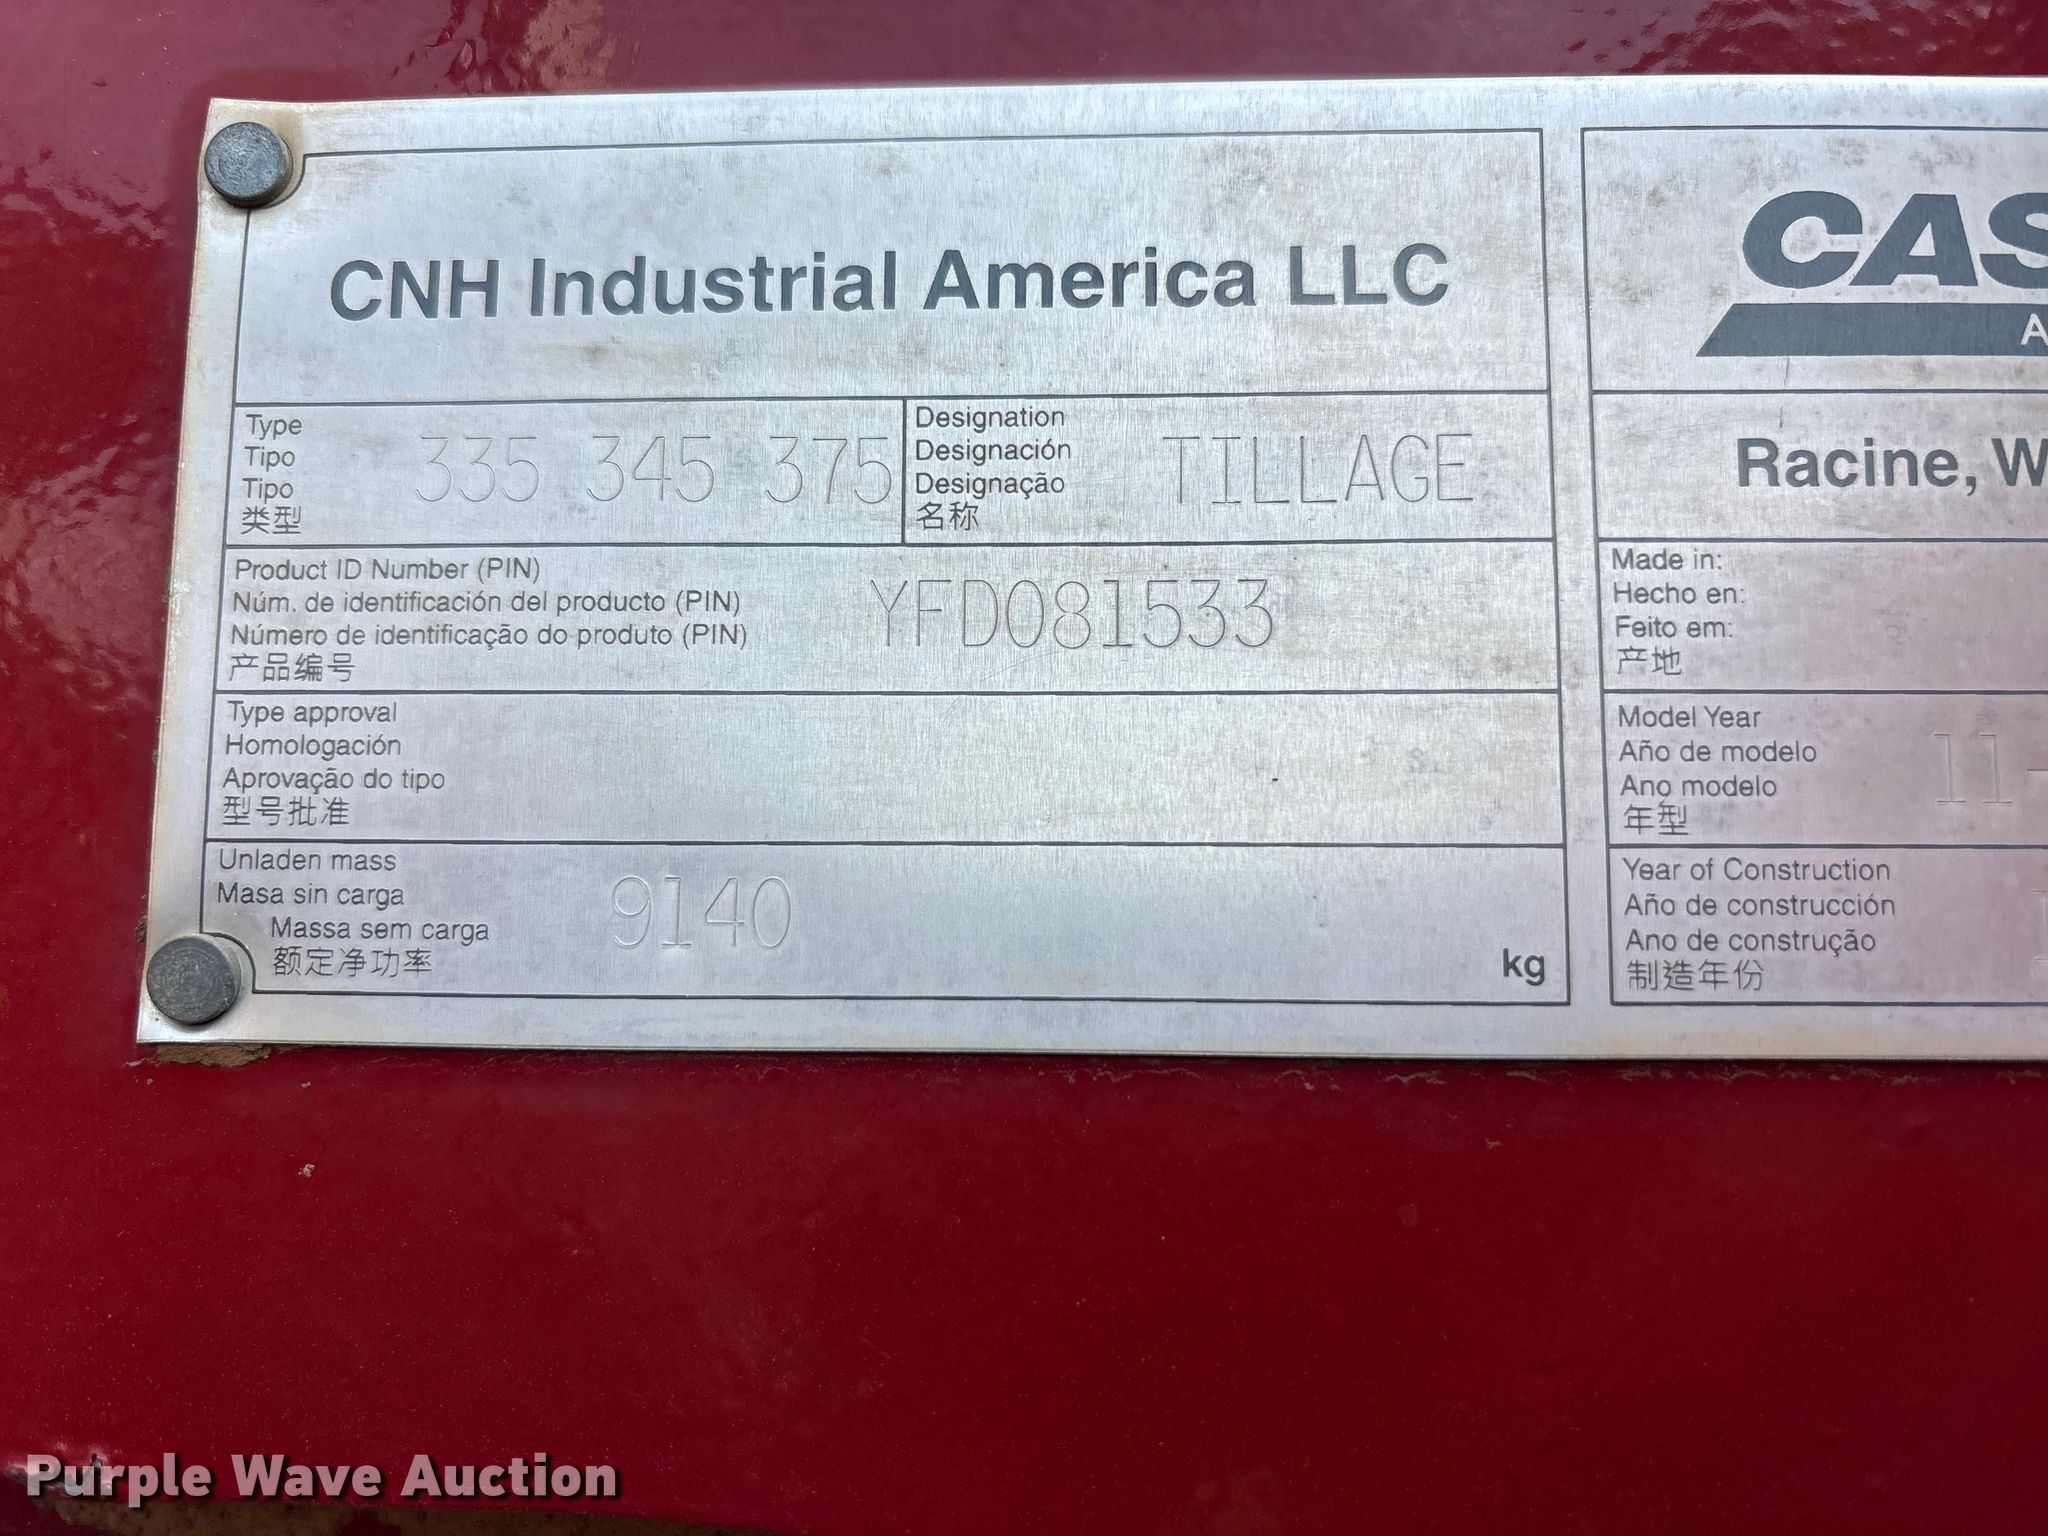 CNH Industrial America LLC
Type
Tipo
Tipo
类型
335 345 375
Designation
Designación
Designação
名称
TILLAGE
Product ID Number (PIN)
Núm. de identificación del producto (PIN)
Número de identificação do produto (PIN)
产品编号
YFD081533
Type approval
Homologación
Aprovação do tipo
型号批准
Unladen mass
Masa sin carga
Massa sem carga
额定净功率
9140
kg
CAS
A
Racine, W
Made in:
Hecho en:
Feito em:
产地
Model Year
Año de modelo
Ano modelo
年型
11-
Year of Construction
Año de construcción
Ano de construção
制造年份
Purple Wave Auction